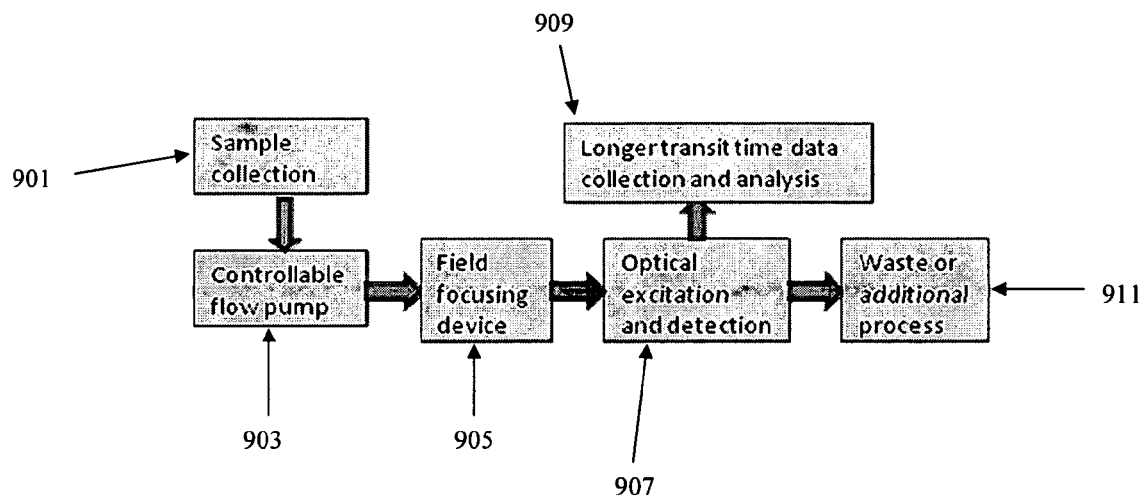 909
Sample
collection
Longer transit time data
collection and analysis
901
Controllable
flow pump
Field
focusing
device
Optical
excitation
and detection
Waste or
additional
process
911
903
905
907